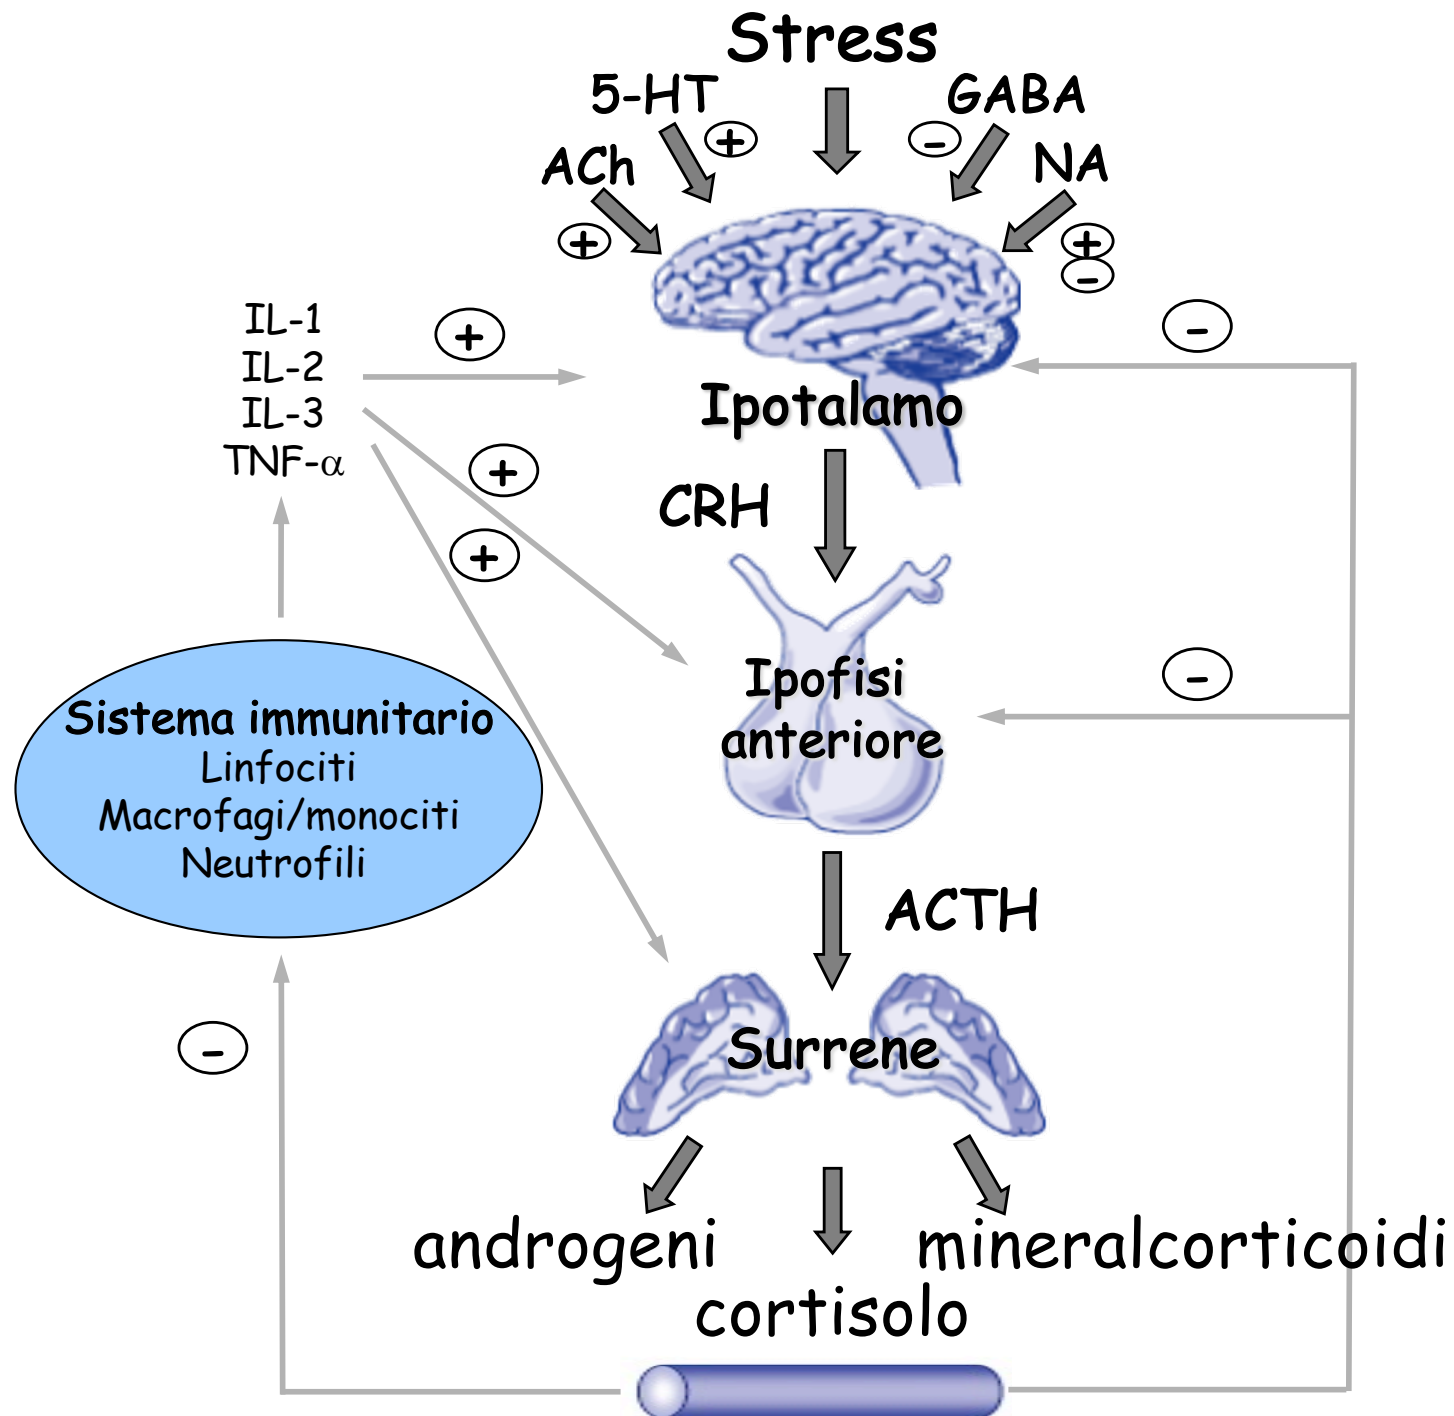 Stress
5-HT
GABA
+
-
ACh
NA
+
+
-
IL-1
IL-2
IL-3
TNF-α
+
-
Ipotalamo
+
CRH
+
Ipofisi
anteriore
-
Sistema immunitario
Linfociti
Macrofagi/monociti
Neutrofili
ACTH
-
Surrene
androgeni
mineralcorticoidi
cortisolo